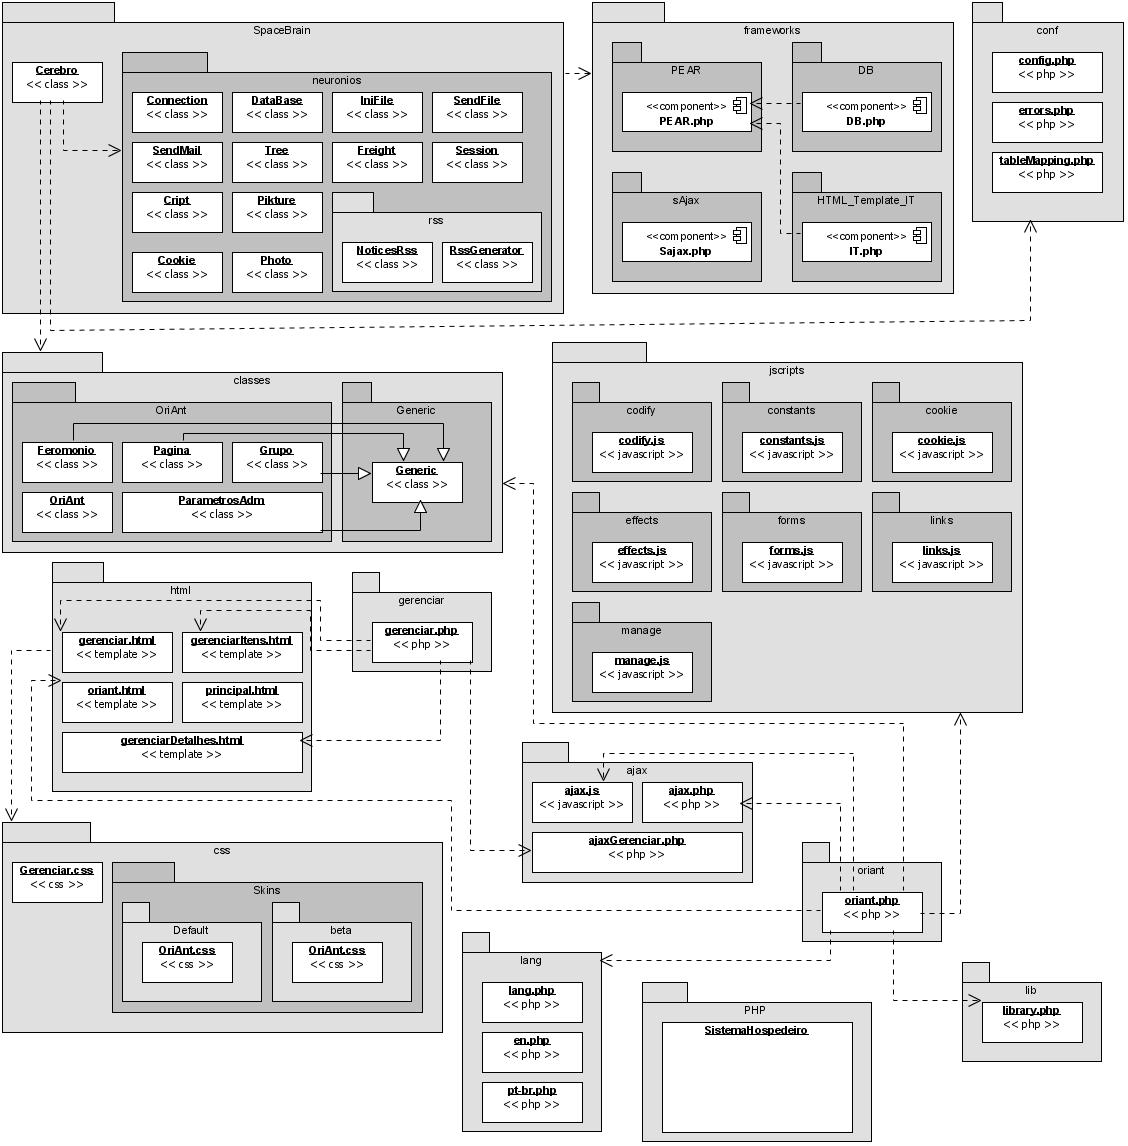 SpaceBrain
Cerebro
<< class >>
neuronios
Connection
<< class >>
DataBase
<< class >>
IniFile
<< class >>
SendFile
<< class >>
SendMail
<< class >>
Tree
<< class >>
Freight
<< class >>
Session
<< class >>
Cript
<< class >>
Pikture
<< class >>
Cookie
<< class >>
Photo
<< class >>
rss
NoticesRss
<< class >>
RssGenerator
<< class >>
frameworks
PEAR
<<component>>
PEAR.php
DB
<<component>>
DB.php
sAjax
<<component>>
Sajax.php
HTML_Template_IT
<<component>>
IT.php
conf
config.php
<< php >>
errors.php
<< php >>
tableMapping.php
<< php >>
classes
OriAnt
Feromonio
<< class >>
Pagina
<< class >>
Grupo
<< class >>
OriAnt
<< class >>
ParametrosAdm
<< class >>
Generic
Generic
<< class >>
jscripts
codify
codify.js
<< javascript >>
constants
constants.js
<< javascript >>
cookie
cookie.js
<< javascript >>
effects
effects.js
<< javascript >>
forms
forms.js
<< javascript >>
links
links.js
<< javascript >>
manage
manage.js
<< javascript >>
html
gerenciar.html
<< template >>
gerenciarItens.html
<< template >>
oriant.html
<< template >>
principal.html
<< template >>
gerenciarDetalhes.html
<< template >>
gerenciar
gerenciar.php
<< php >>
ajax
ajax.js
<< javascript >>
ajax.php
<< php >>
ajaxGerenciar.php
<< php >>
css
Gerenciar.css
<< css >>
Skins
Default
OriAnt.css
<< css >>
beta
OriAnt.css
<< css >>
oriant
oriant.php
<< php >>
lang
lang.php
<< php >>
en.php
<< php >>
pt-br.php
<< php >>
PHP
SistemaHospedeiro
lib
library.php
<< php >>